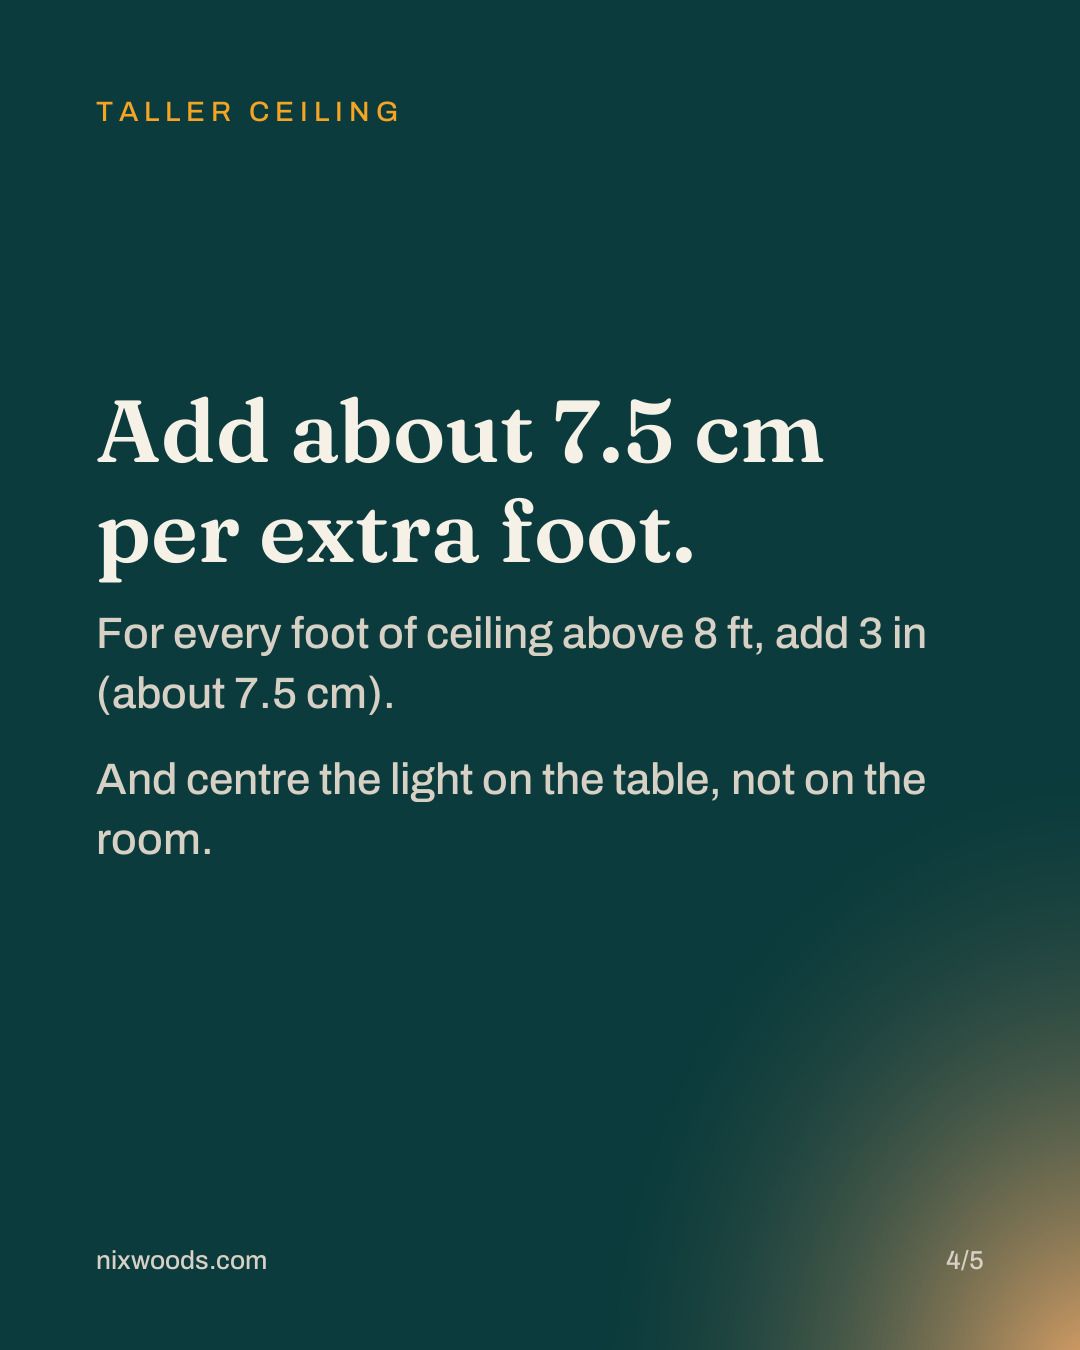 TALLER CEILING
Add about 7.5 cm
per extra foot.
For every foot of ceiling above 8 ft, add 3 in
(about 7.5 cm).
And centre the light on the table, not on the
room.
nixwoods.com
4/5